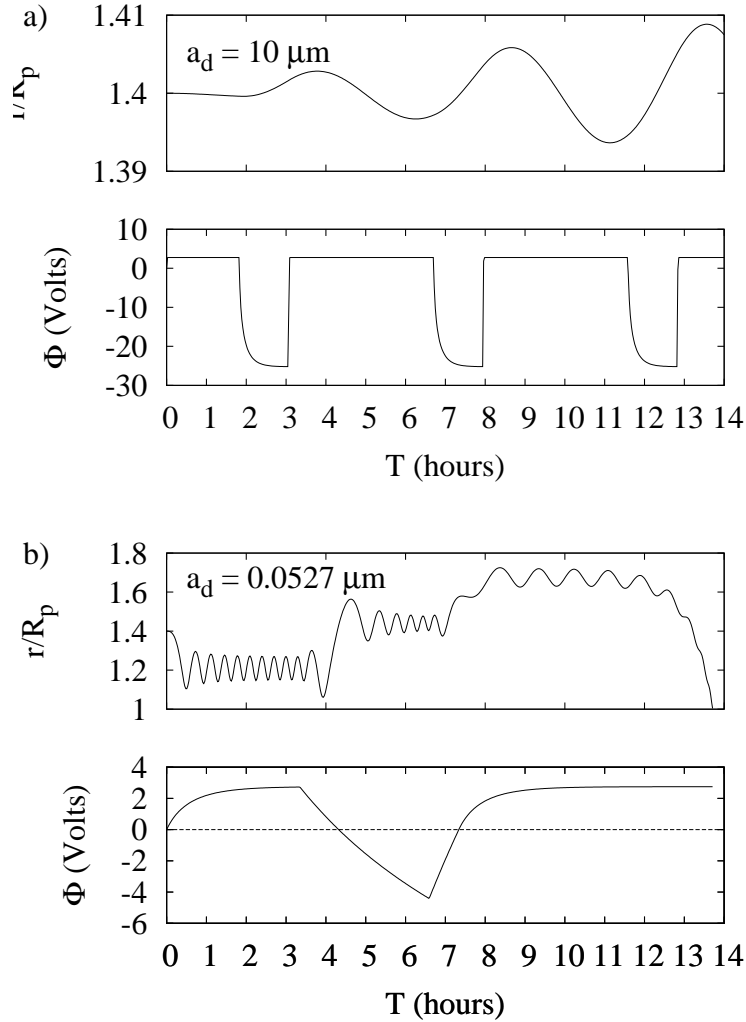 a)
1.41
1.4
1.39
r/R_p
a_d = 10 μm
10
0
-10
-20
-30
Φ (Volts)
0 1 2 3 4 5 6 7 8 9 10 11 12 13 14
T (hours)
b)
1.8
1.6
1.4
1.2
1
r/R_p
a_d = 0.0527 μm
4
2
0
-2
-4
-6
Φ (Volts)
0 1 2 3 4 5 6 7 8 9 10 11 12 13 14
T (hours)